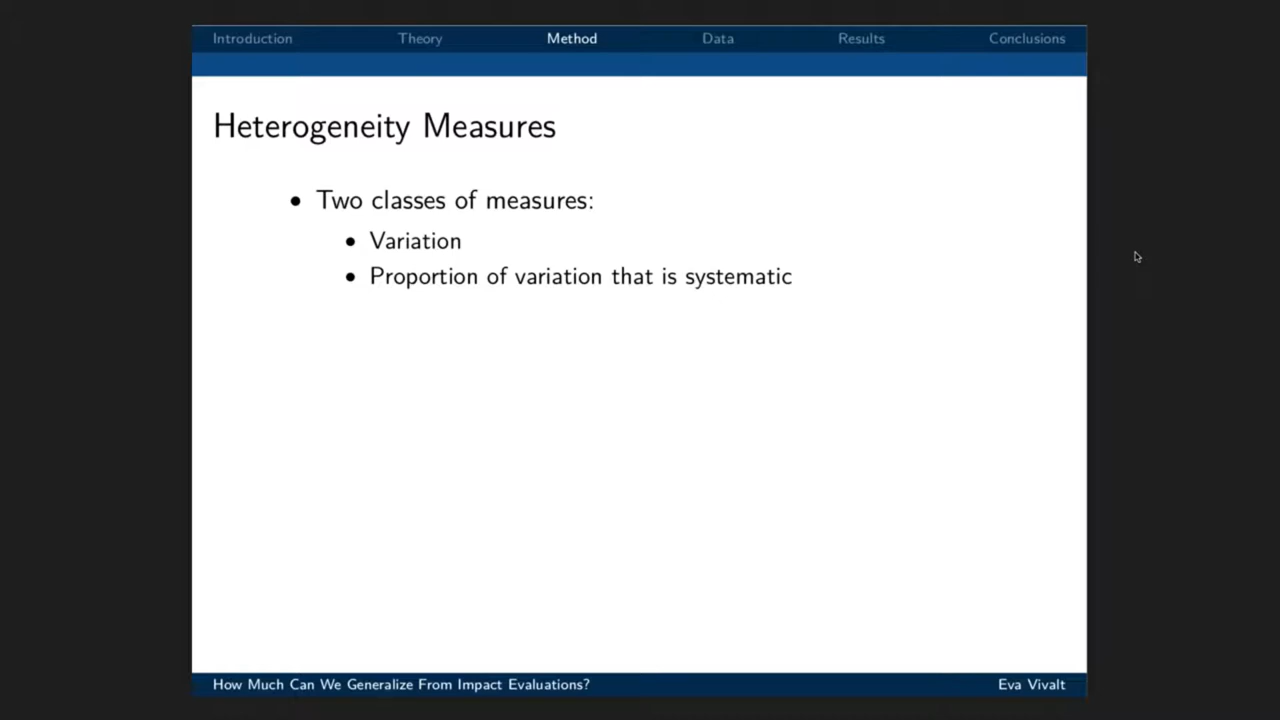 Introduction Theory Method Data Results Conclusions
Heterogeneity Measures
• Two classes of measures:
• Variation
• Proportion of variation that is systematic
How Much Can We Generalize From Impact Evaluations? Eva Vivalt